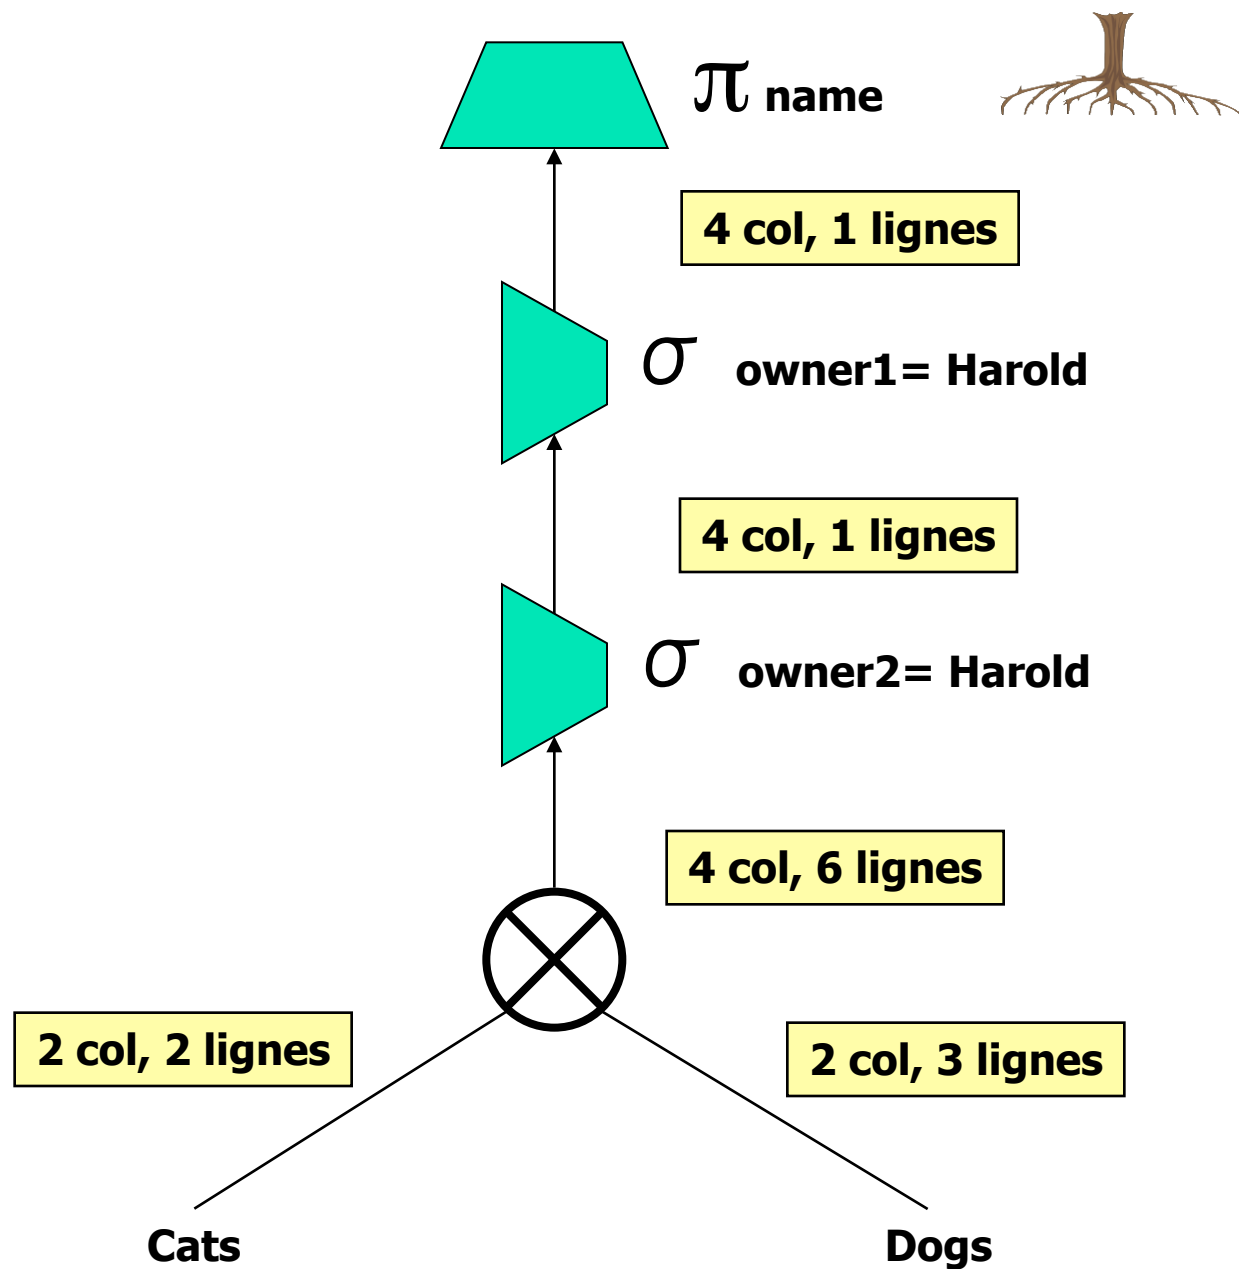 π name
4 col, 1 lignes
σ owner1= Harold
4 col, 1 lignes
σ owner2= Harold
4 col, 6 lignes
2 col, 2 lignes
2 col, 3 lignes
Cats
Dogs